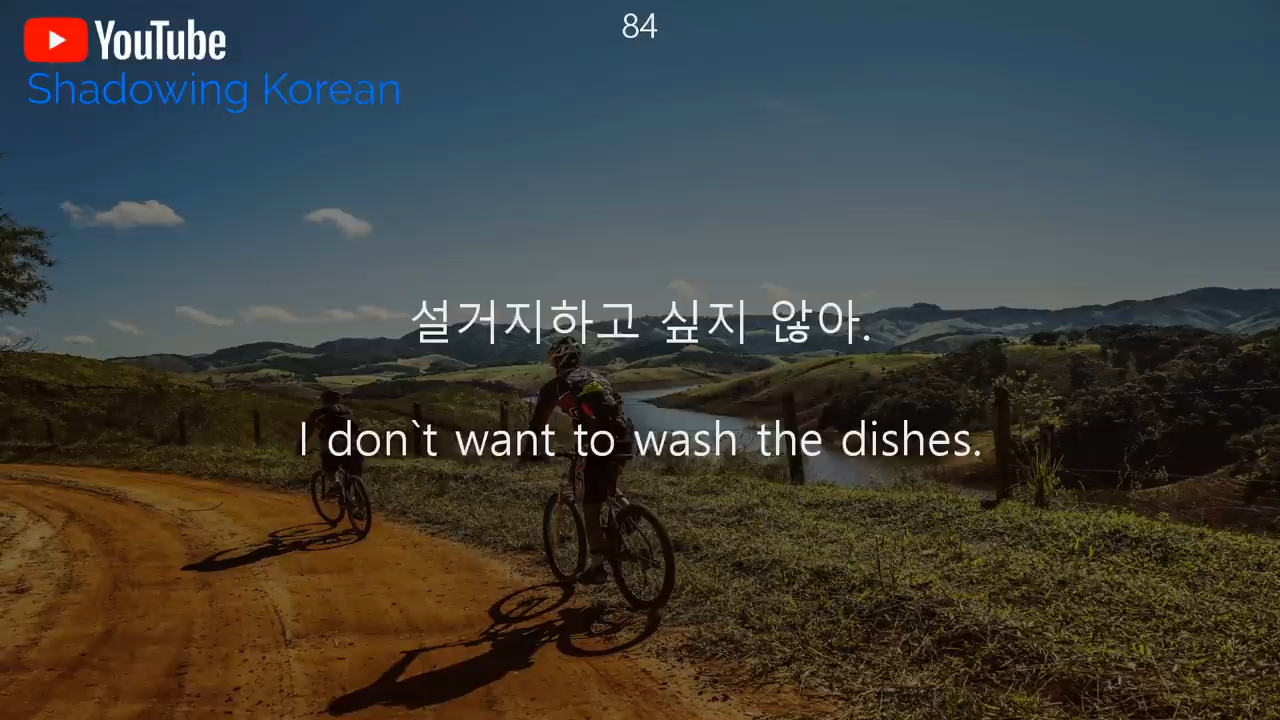 84
YouTube
Shadowing Korean
설거지하고 싶지 않아.
I don`t want to wash the dishes.